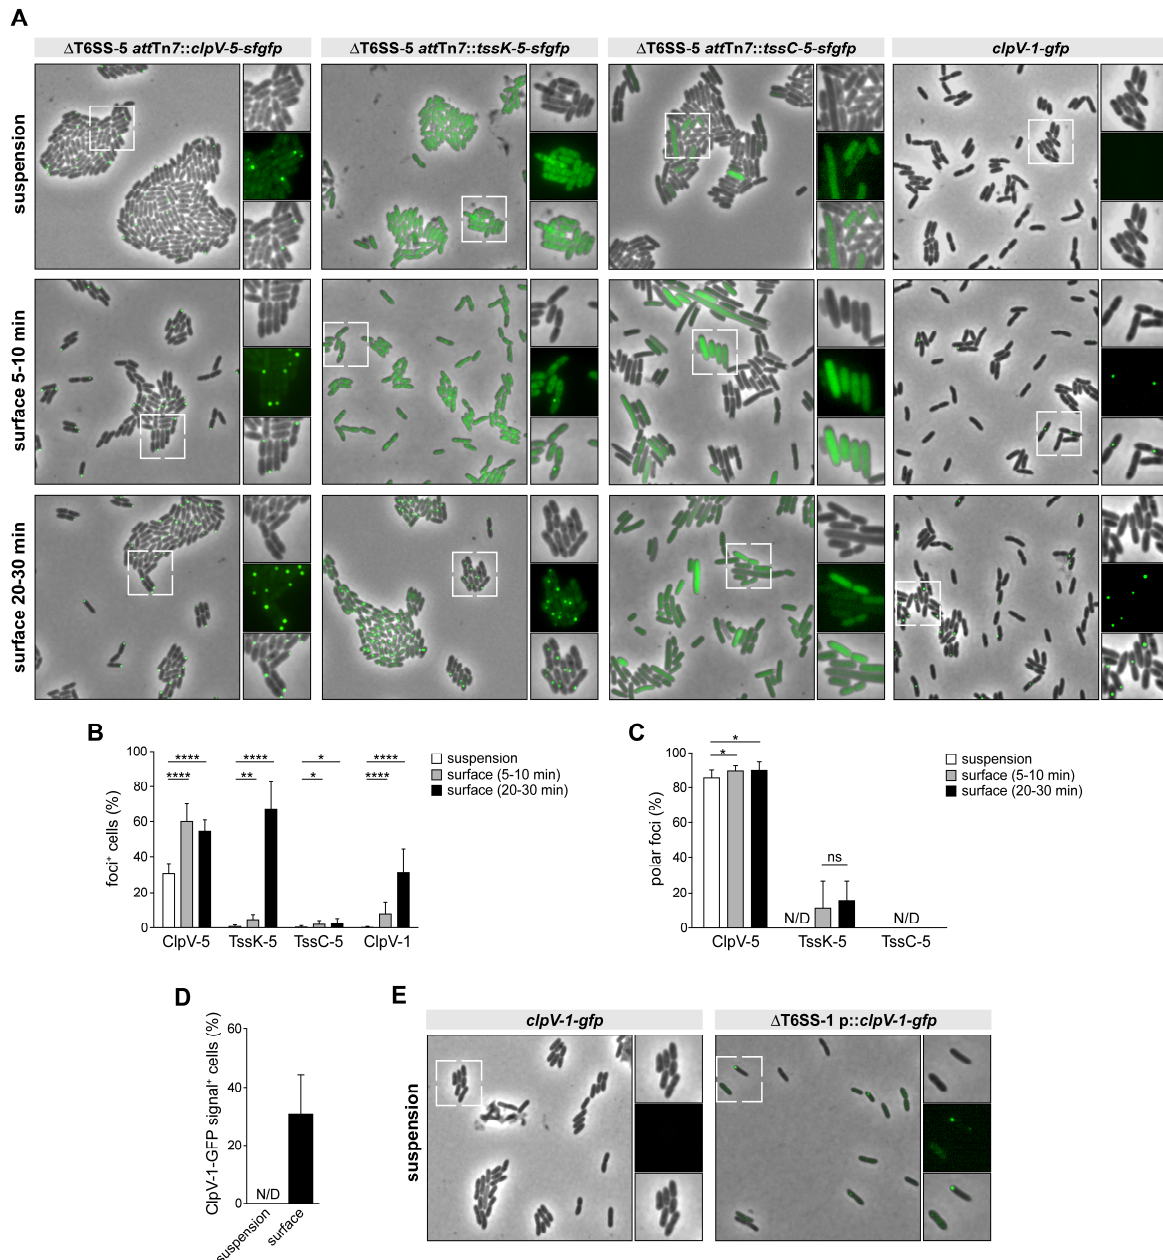 A
ΔT6SS-5 attTn7::clpV-5-sfgfp
ΔT6SS-5 attTn7::tssK-5-sfgfp
ΔT6SS-5 attTn7::tssC-5-sfgfp
clpV-1-gfp
suspension
surface 5-10 min
surface 20-30 min
B
foci⁺ cells (%)
100
80
60
40
20
0
**** **** * ****
**** ** * ****
ClpV-5 TssK-5 TssC-5 ClpV-1
suspension
surface (5-10 min)
surface (20-30 min)
C
polar foci (%)
100
80
60
40
20
0
*
*
ns
N/D N/D
ClpV-5 TssK-5 TssC-5
suspension
surface (5-10 min)
surface (20-30 min)
D
ClpV-1-GFP signal⁺ cells (%)
60
40
20
0
N/D
suspension
surface
E
clpV-1-gfp
ΔT6SS-1 p::clpV-1-gfp
suspension